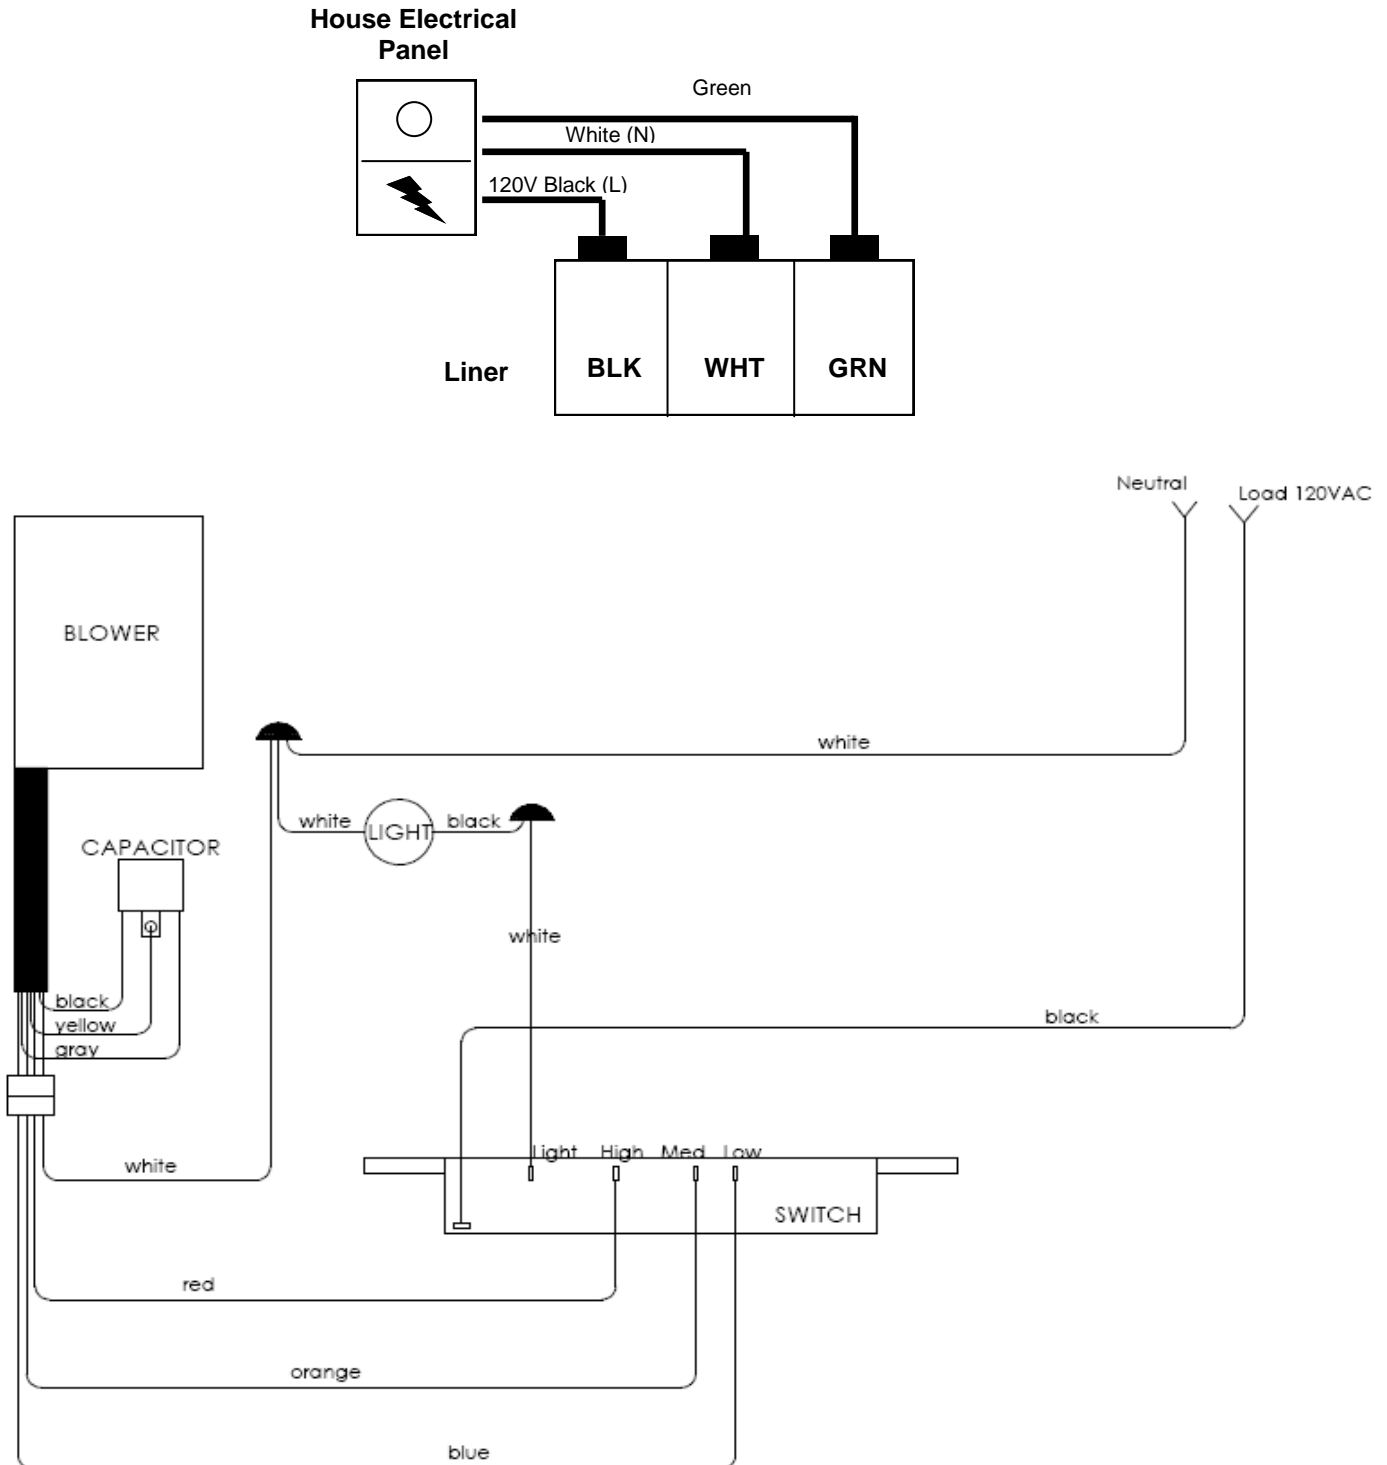 House Electrical
Panel
Green
White (N)
120V Black (L)
Liner
BLK
WHT
GRN
Neutral
Load 120VAC
BLOWER
white
white
LIGHT
black
CAPACITOR
white
black
yellow
gray
black
white
Light
High
Med
Low
SWITCH
red
orange
blue